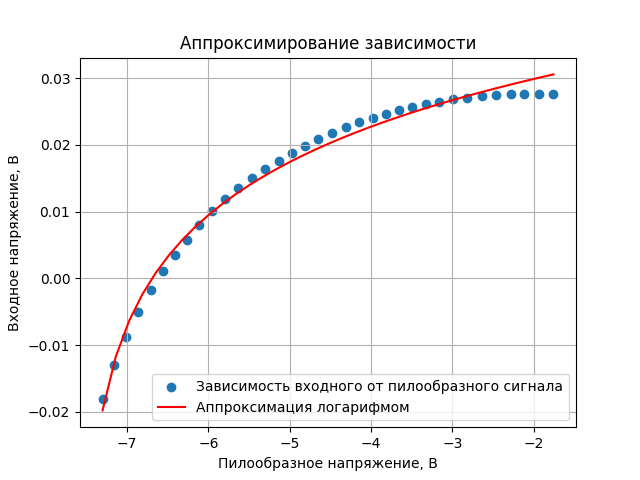 Аппроксимирование зависимости
0.03
0.02
0.01
0.00
−0.01
−0.02
Входное напряжение, В
Зависимость входного от пилообразного сигнала
Аппроксимация логарифмом
−7 −6 −5 −4 −3 −2
Пилообразное напряжение, В